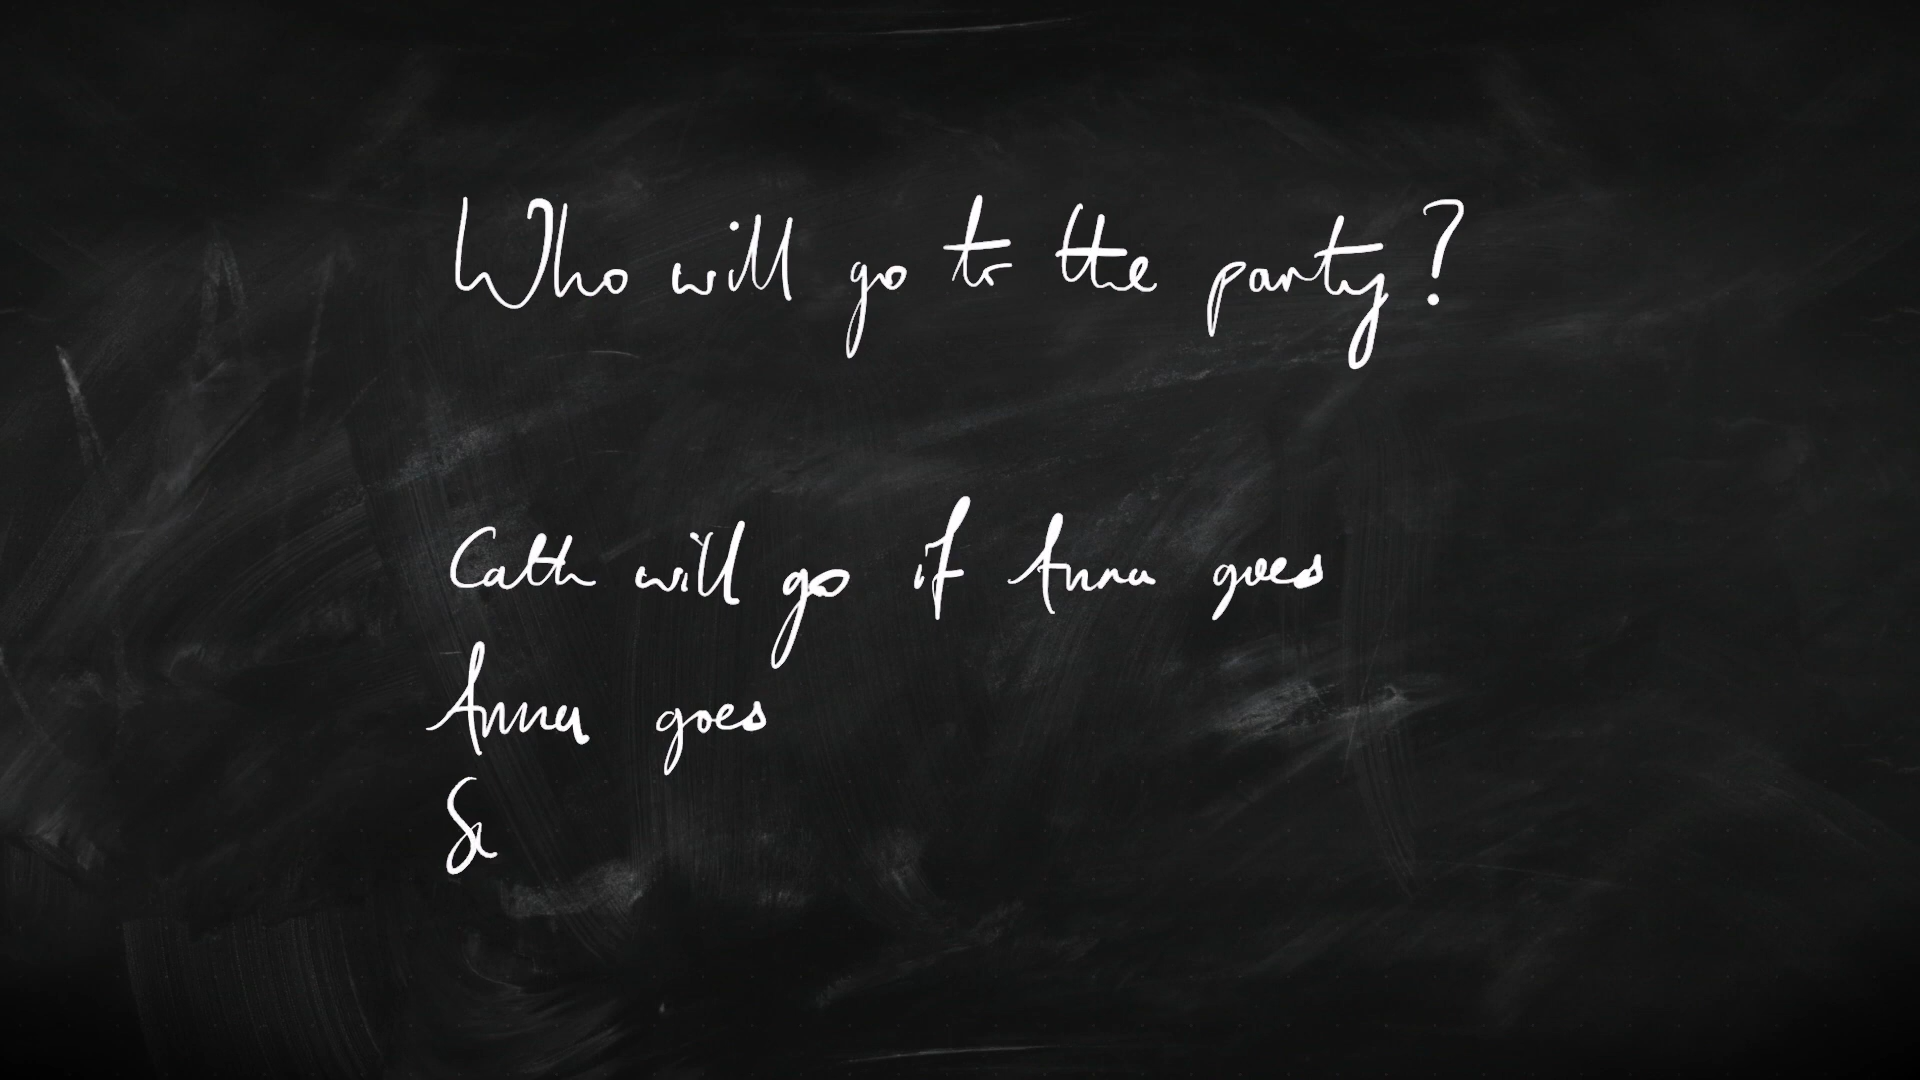 Who will go to the party?
Cath will go if Anna goes
Anna goes